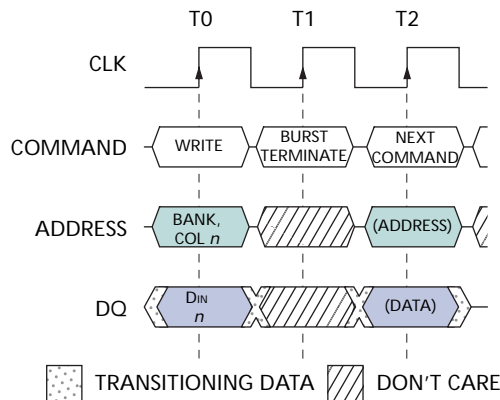 T0 T1 T2
CLK
COMMAND WRITE BURST TERMINATE NEXT COMMAND
ADDRESS BANK, COL n (ADDRESS)
DQ DIN n (DATA)
TRANSITIONING DATA DON'T CARE